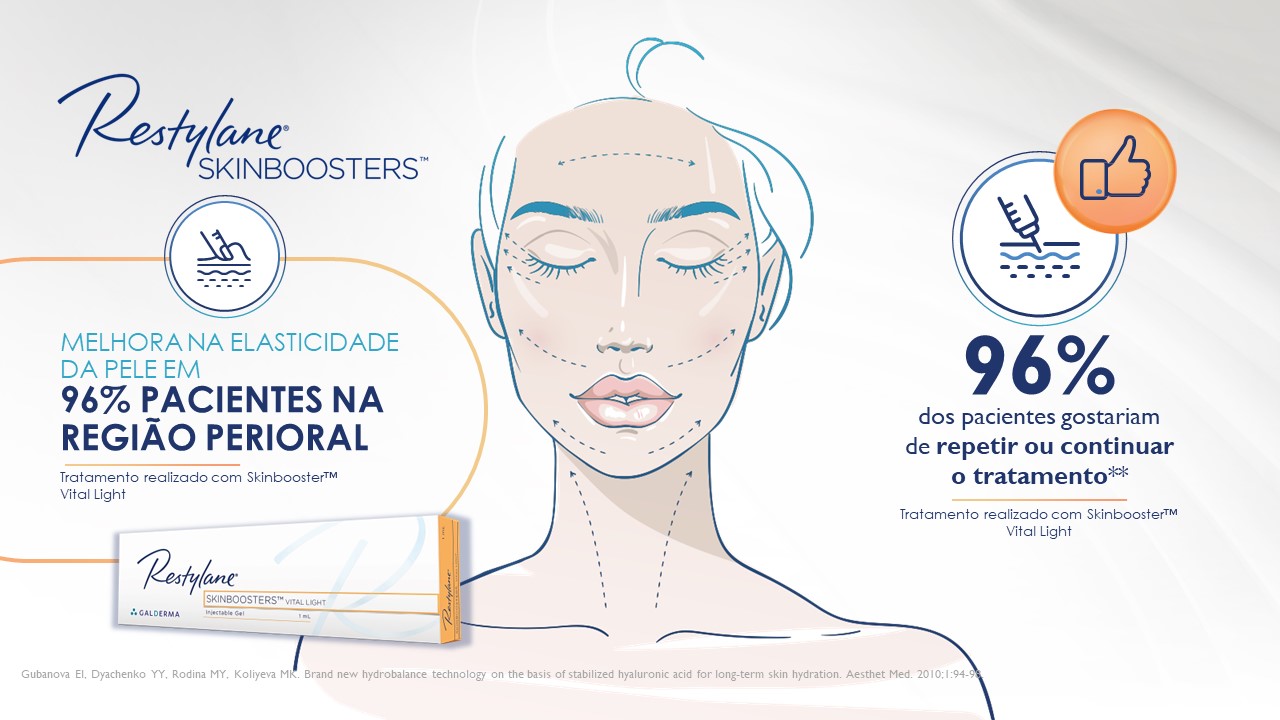 Restylane®
SKINBOOSTERS™
MELHORA NA ELASTICIDADE
DA PELE EM
96% PACIENTES NA
REGIÃO PERIORAL
Tratamento realizado com Skinbooster™
Vital Light
Restylane®
SKINBOOSTERS™ VITAL LIGHT
Injectable Gel 1 mL
GALDERMA
Restylane
1 mL
96%
dos pacientes gostariam
de repetir ou continuar
o tratamento**
Tratamento realizado com Skinbooster™
Vital Light
Gubanova EI, Dyachenko YY, Rodina MY, Koliyeva MK. Brand new hydrobalance technology on the basis of stabilized hyaluronic acid for long-term skin hydration. Aesthet Med. 2010;1:94-98.